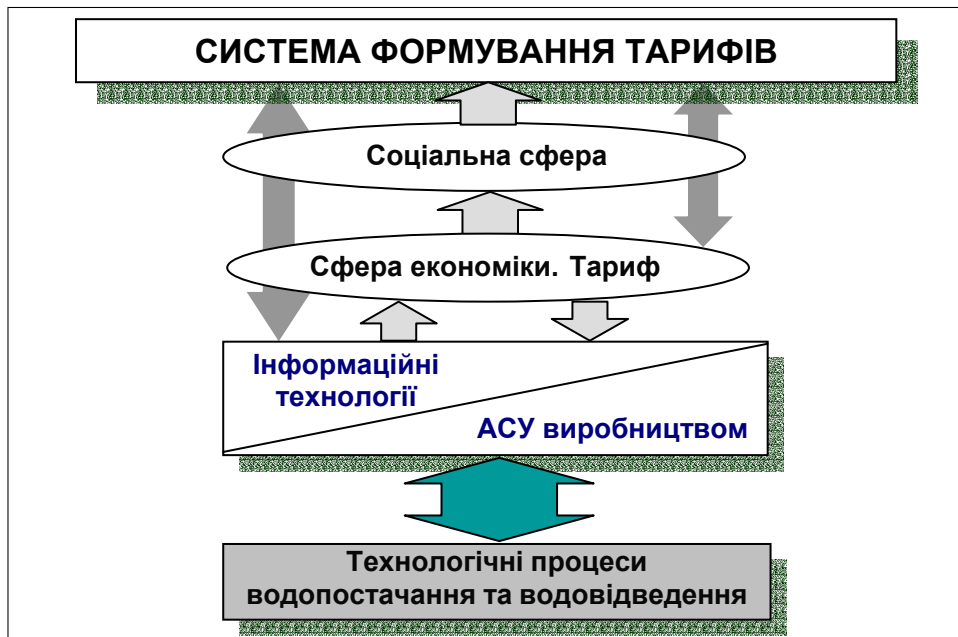 СИСТЕМА ФОРМУВАННЯ ТАРИФІВ
Соціальна сфера
Сфера економіки. Тариф
Інформаційні
технології
АСУ виробництвом
Технологічні процеси
водопостачання та водовідведення